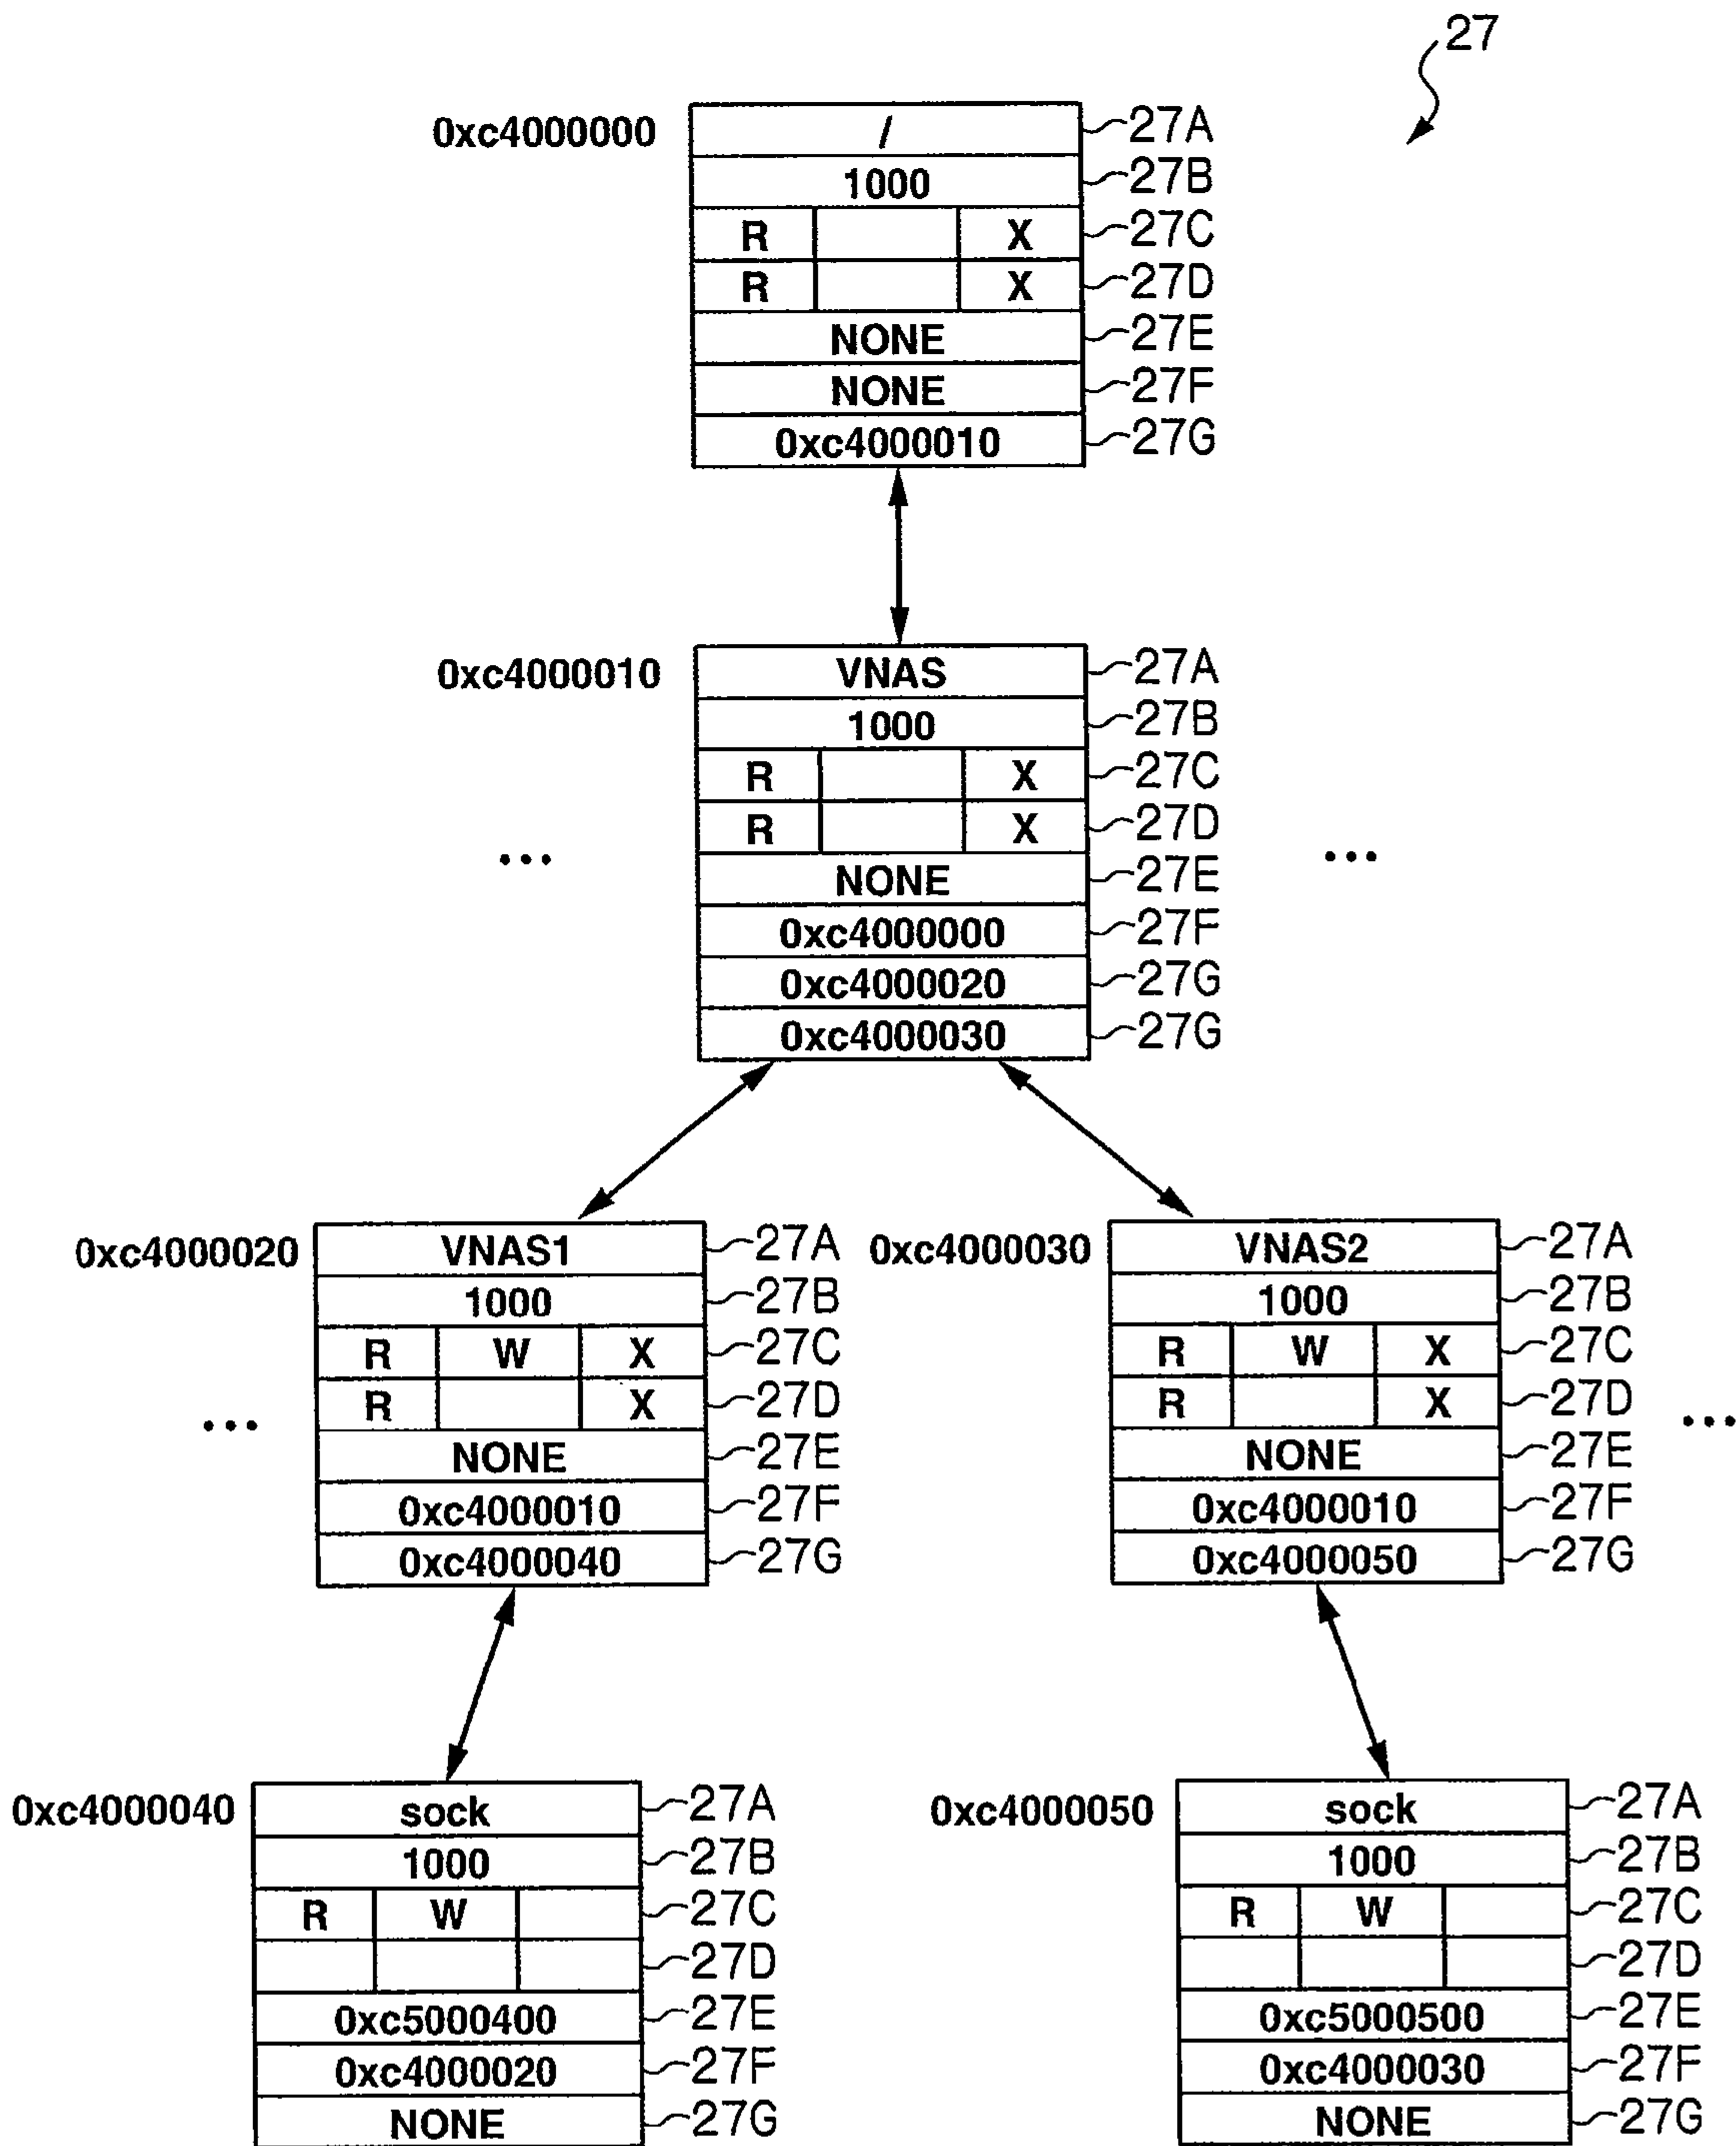 27
0xc4000000
/ 27A
1000 27B
R X 27C
R X 27D
NONE 27E
NONE 27F
0xc4000010 27G
0xc4000010
VNAS 27A
1000 27B
R X 27C
R X 27D
... ...
NONE 27E
0xc4000000 27F
0xc4000020 27G
0xc4000030 27G
0xc4000020
VNAS1 27A
1000 27B
R W X 27C
R X 27D
...
NONE 27E
0xc4000010 27F
0xc4000040 27G
0xc4000030
VNAS2 27A
1000 27B
R W X 27C
R X 27D
...
NONE 27E
0xc4000010 27F
0xc4000050 27G
0xc4000040
sock 27A
1000 27B
R W 27C
27D
0xc5000400 27E
0xc4000020 27F
NONE 27G
0xc4000050
sock 27A
1000 27B
R W 27C
27D
0xc5000500 27E
0xc4000030 27F
NONE 27G